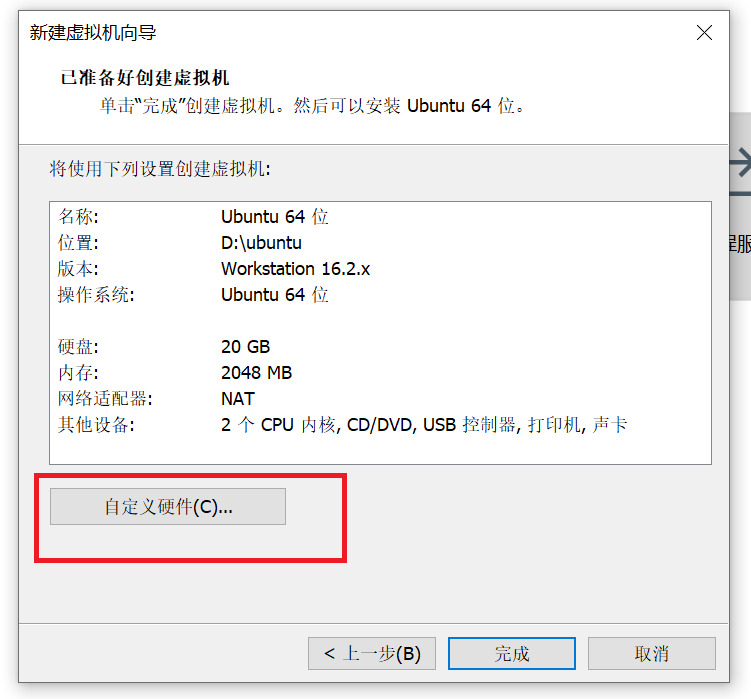 新建虚拟机向导
已准备好创建虚拟机
单击“完成”创建虚拟机。然后可以安装 Ubuntu 64 位。
将使用下列设置创建虚拟机:
名称: Ubuntu 64 位
位置: D:\ubuntu
版本: Workstation 16.2.x
操作系统: Ubuntu 64 位
硬盘: 20 GB
内存: 2048 MB
网络适配器: NAT
其他设备: 2 个 CPU 内核, CD/DVD, USB 控制器, 打印机, 声卡
自定义硬件(C)...
< 上一步(B) 完成 取消